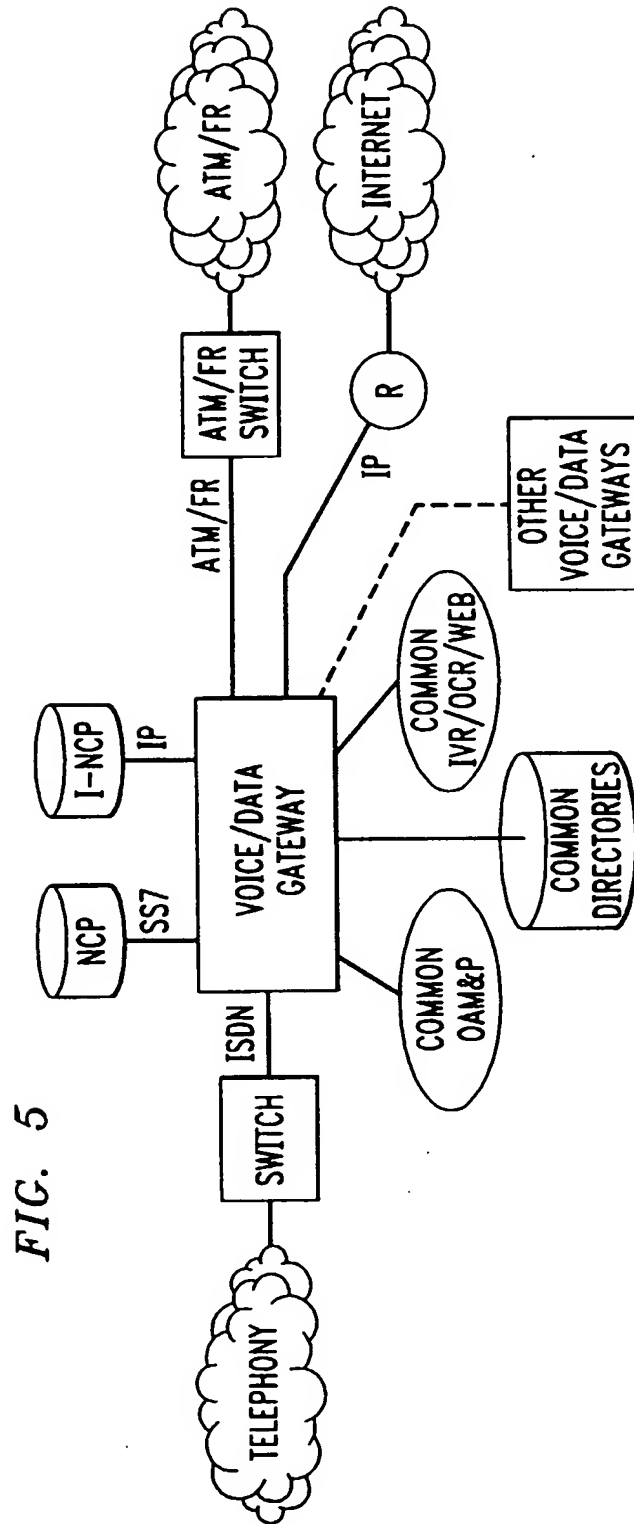 FIG. 5
NCP
I-NCP
SS7
IP
TELEPHONY
SWITCH
ISDN
VOICE/DATA
GATEWAY
ATM/FR
ATM/FR
SWITCH
ATM/FR
IP
R
INTERNET
COMMON
OAM&P
COMMON
DIRECTORIES
COMMON
IVR/OCR/WEB
OTHER
VOICE/DATA
GATEWAYS